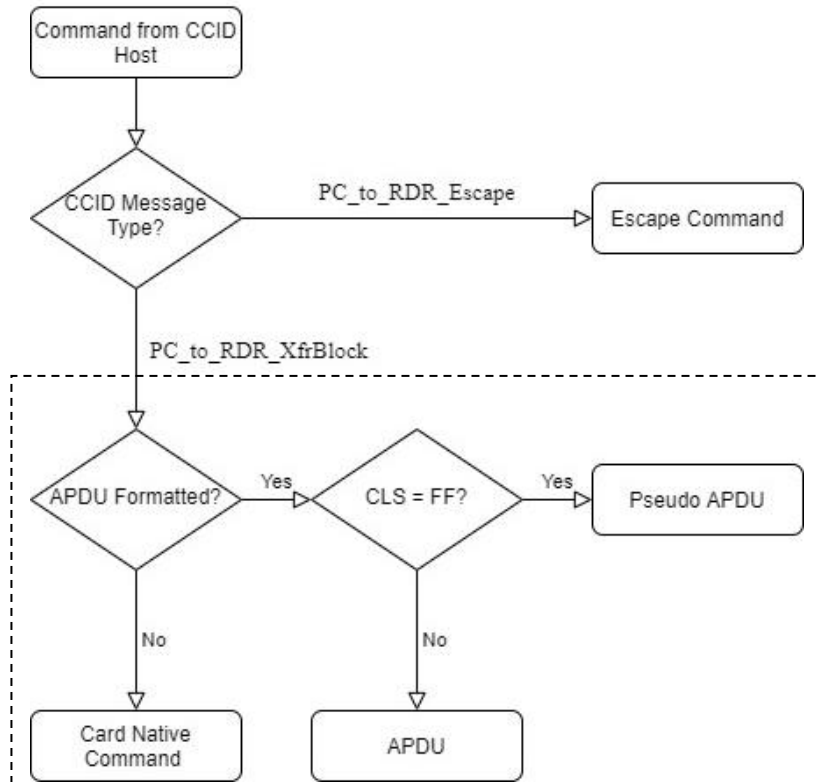 Command from CCID
Host
CCID Message
Type?
PC_to_RDR_Escape
Escape Command
PC_to_RDR_XfrBlock
APDU Formatted?
Yes
CLS = FF?
Yes
Pseudo APDU
No
No
Card Native
Command
APDU